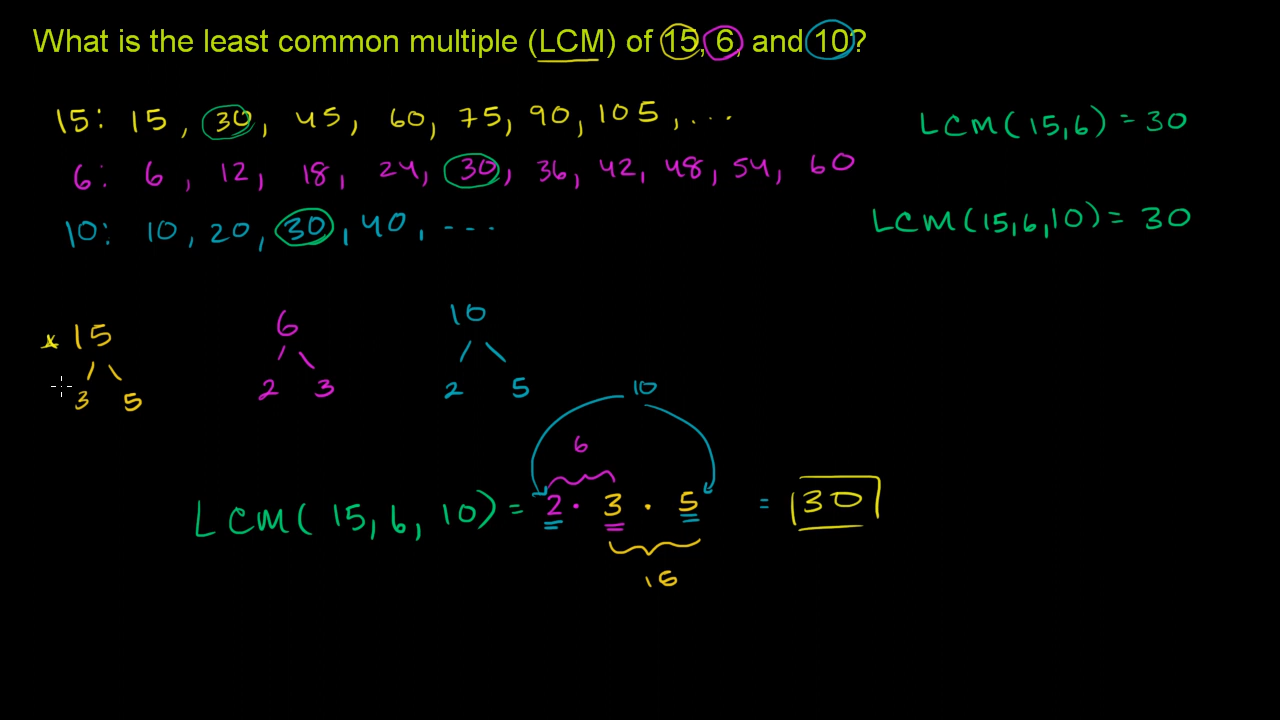 What is the least common multiple (LCM) of 15, 6, and 10?
15: 15, 30, 45, 60, 75, 90, 105, ...
LCM(15,6) = 30
6: 6, 12, 18, 24, 30, 36, 42, 48, 54, 60
10: 10, 20, 30, 40, ---
LCM(15,6,10) = 30
15
3 5
6
2 3
10
2 5
10
6
LCM(15, 6, 10) = 2 · 3 · 5 = 30
15